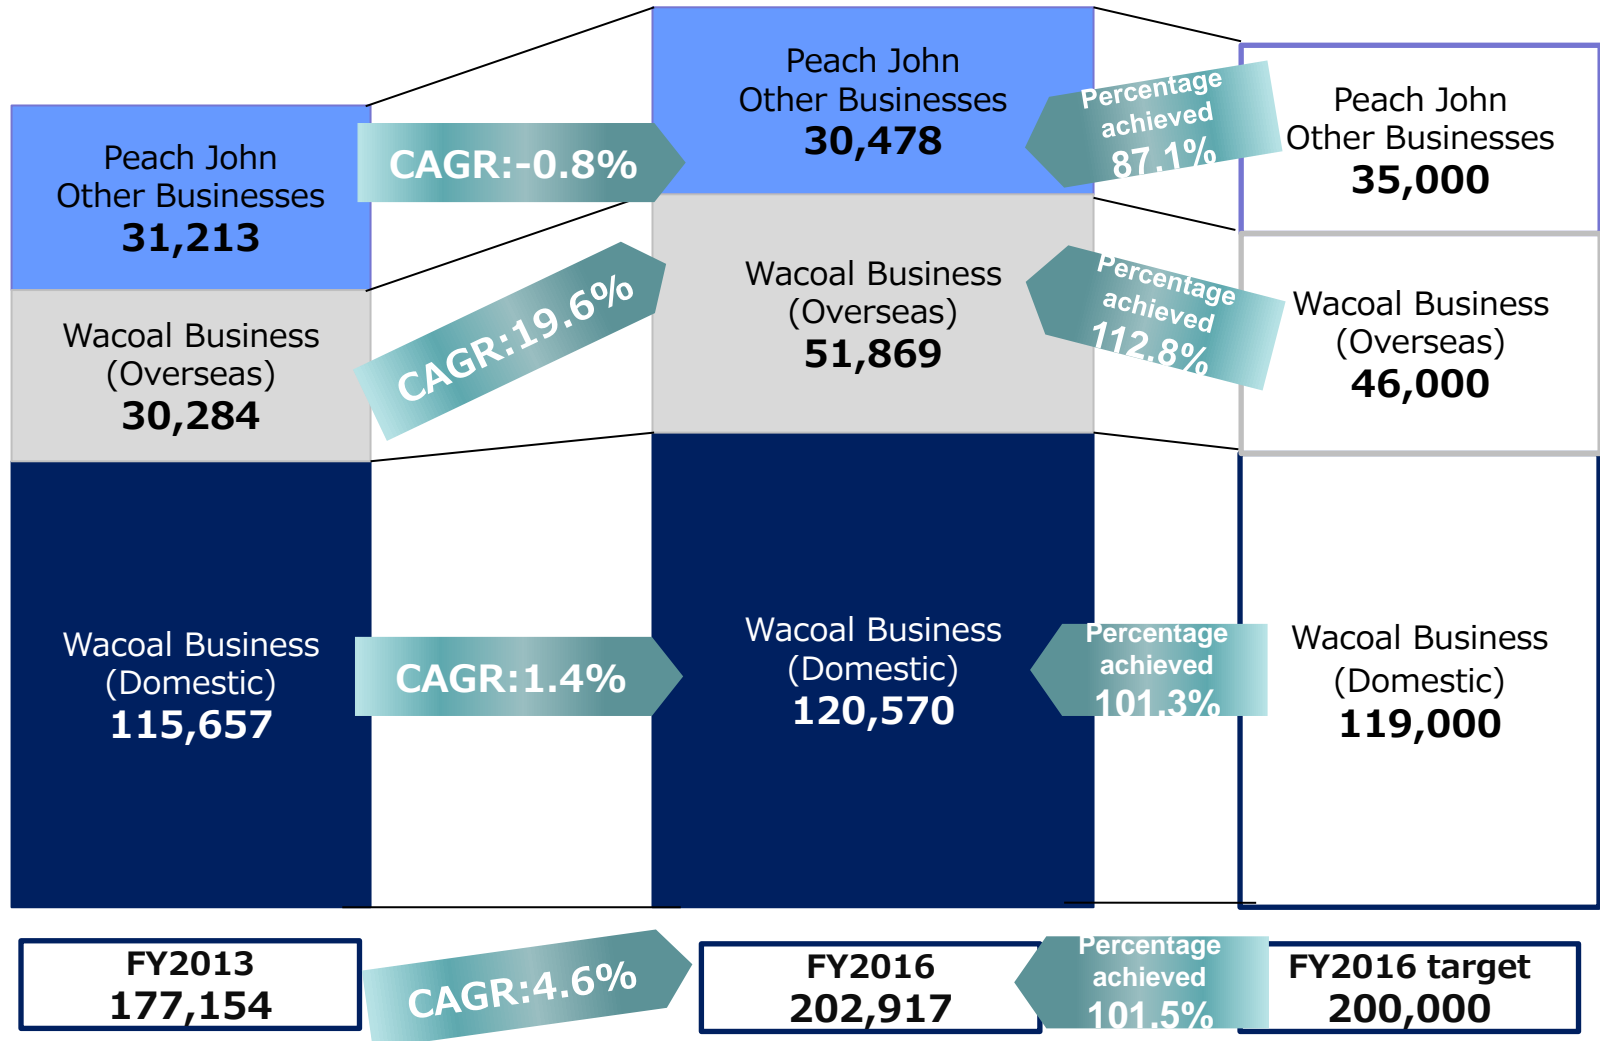 Peach John
Other Businesses
31,213
Wacoal Business
(Overseas)
30,284
Wacoal Business
(Domestic)
115,657
FY2013
177,154
CAGR:-0.8%
CAGR:19.6%
CAGR:1.4%
CAGR:4.6%
Peach John
Other Businesses
30,478
Wacoal Business
(Overseas)
51,869
Wacoal Business
(Domestic)
120,570
FY2016
202,917
Percentage
achieved
87.1%
Percentage
achieved
112.8%
Percentage
achieved
101.3%
Percentage
achieved
101.5%
Peach John
Other Businesses
35,000
Wacoal Business
(Overseas)
46,000
Wacoal Business
(Domestic)
119,000
FY2016 target
200,000